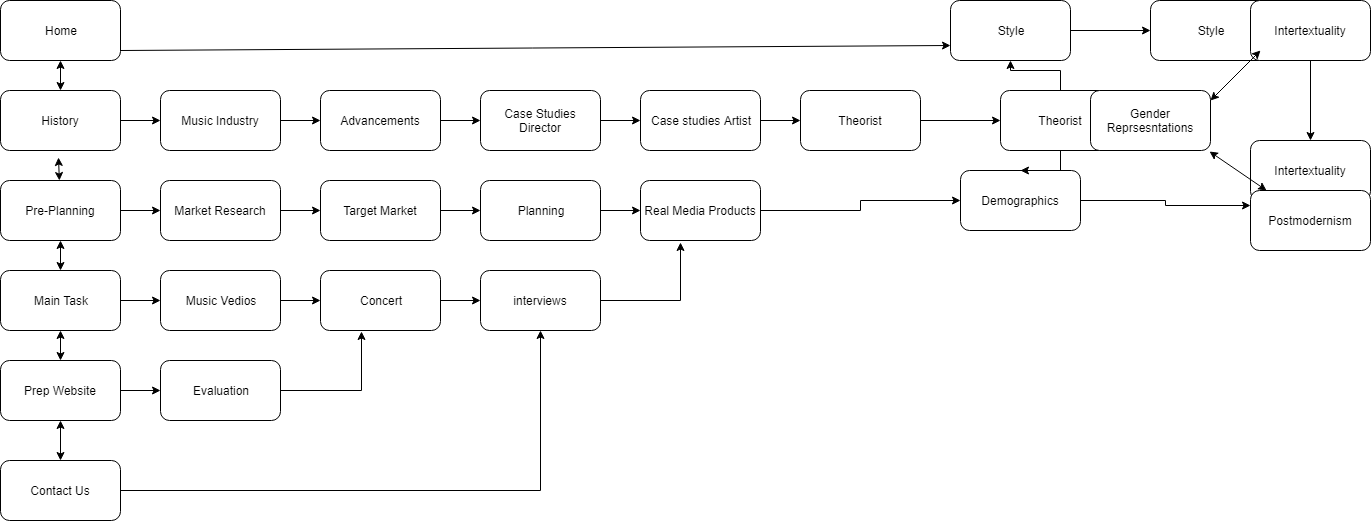 Home
Style
Style
Intertextuality
History
Music Industry
Advancements
Case Studies
Director
Case studies Artist
Theorist
Theorist
Gender
Reprsesntations
Intertextuality
Pre-Planning
Market Research
Target Market
Planning
Real Media Products
Demographics
Postmodernism
Main Task
Music Vedios
Concert
interviews
Prep Website
Evaluation
Contact Us